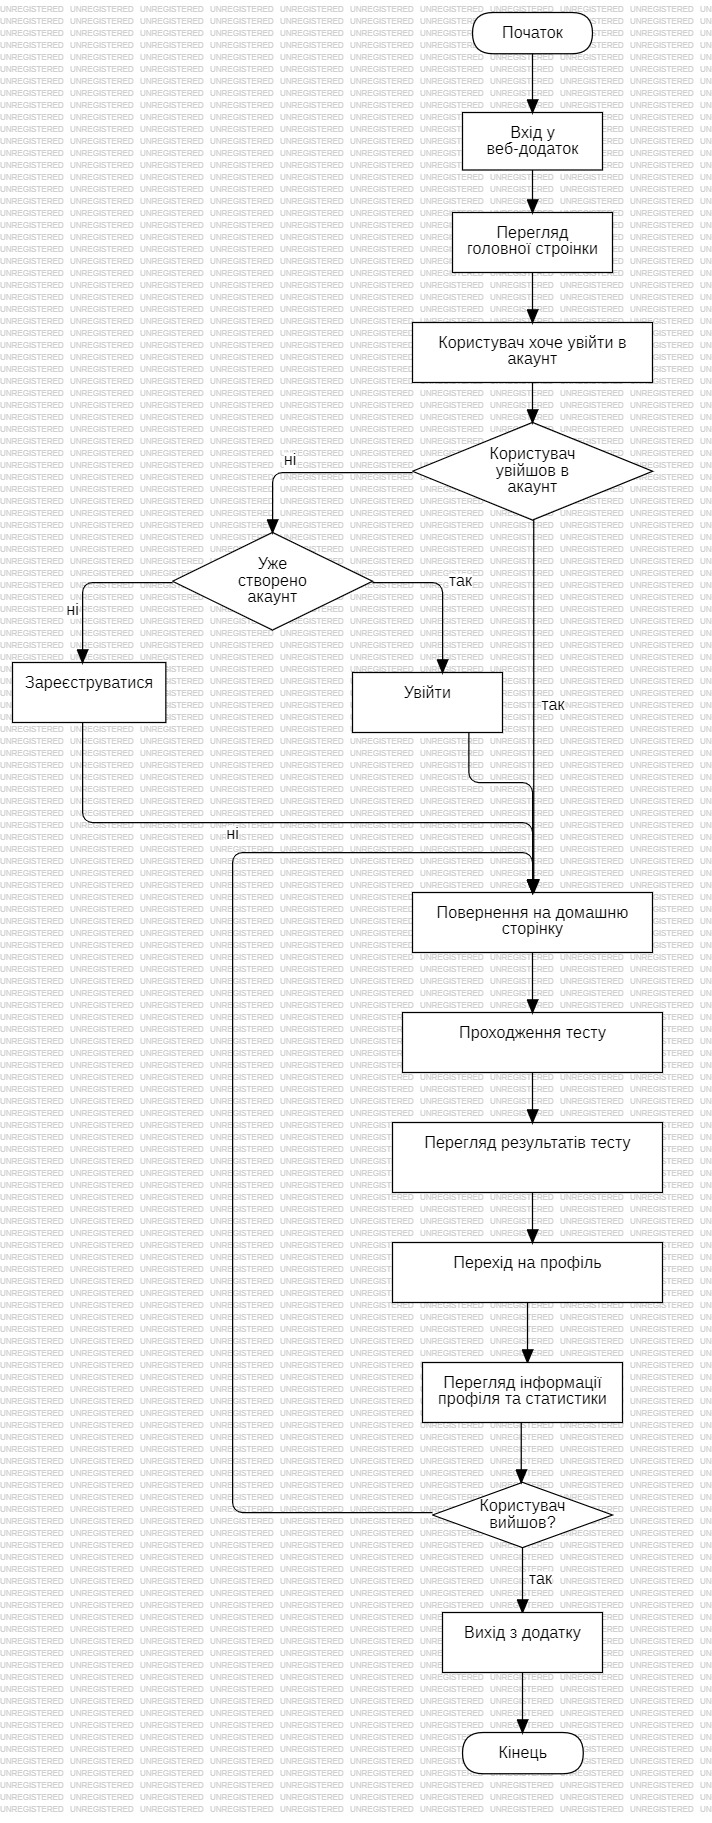 Початок
Вхід у
веб-додаток
Перегляд
головної строінки
Користувач хоче увійти в
акаунт
Користувач
увійшов в
акаунт
ні
Уже
створено
акаунт
так
ні
Зареєструватися
Увійти
так
ні
Повернення на домашню
сторінку
Проходження тесту
Перегляд результатів тесту
Перехід на профіль
Перегляд інформації
профіля та статистики
Користувач
вийшов?
так
Вихід з додатку
Кінець
UNREGISTERED